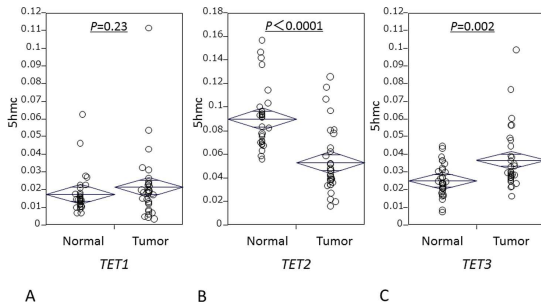 P=0.23
0.12
0.11
0.1
0.09
0.08
0.07
0.06
0.05
0.04
0.03
0.02
0.01
0
5hmc
Normal Tumor
TET1
A
P<0.0001
0.18
0.16
0.14
0.12
0.1
0.08
0.06
0.04
0.02
0
5hmc
Normal Tumor
TET2
B
P=0.002
0.12
0.11
0.1
0.09
0.08
0.07
0.06
0.05
0.04
0.03
0.02
0.01
0
5hmc
Normal Tumor
TET3
C